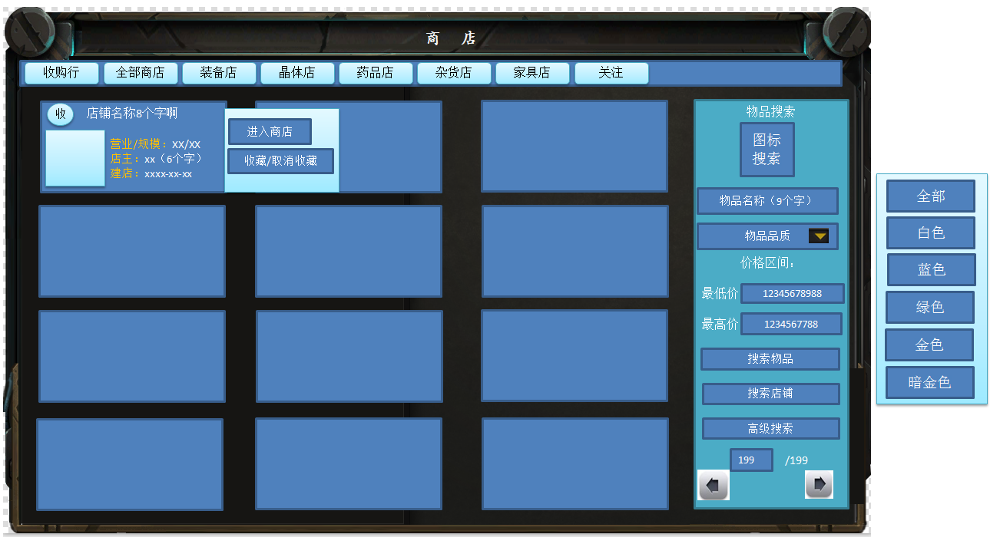 商 店
收购行
全部商店
装备店
晶体店
药品店
杂货店
家具店
关注
收
店铺名称8个字啊
营业/规模：XX/XX
店主：xx（6个字）
建店：xxxx-xx-xx
进入商店
收藏/取消收藏
物品搜索
图标
搜索
物品名称（9个字）
物品品质
价格区间：
最低价 12345678988
最高价 1234567788
搜索物品
搜索店铺
高级搜索
199 /199
全部
白色
蓝色
绿色
金色
暗金色